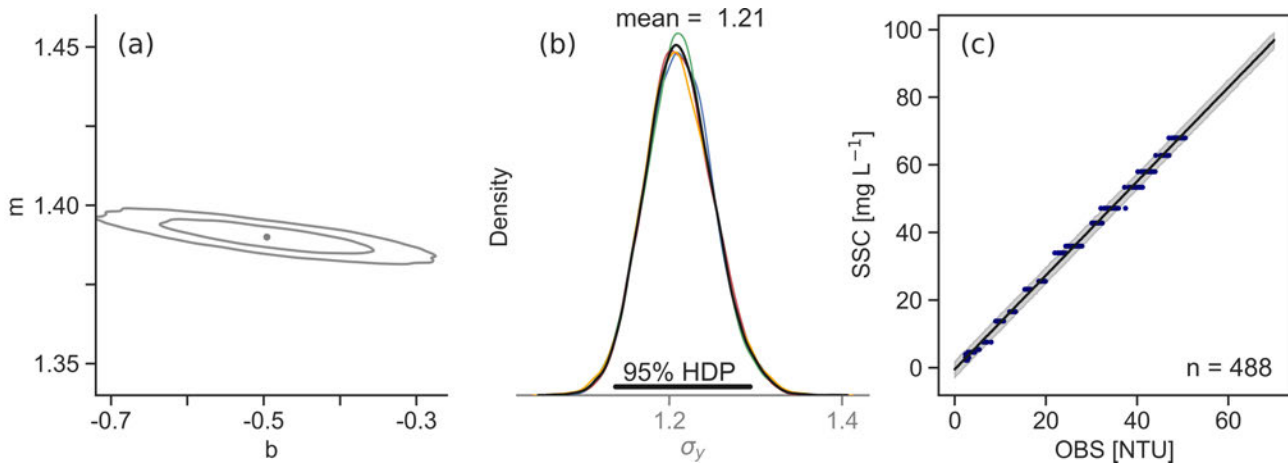 (a)
1.45
1.40
1.35
m
-0.7
-0.5
-0.3
b
(b)
mean = 1.21
Density
95% HDP
1.2
1.4
σy
(c)
100
80
60
40
20
0
SSC [mg L−1]
n = 488
0
20
40
60
OBS [NTU]